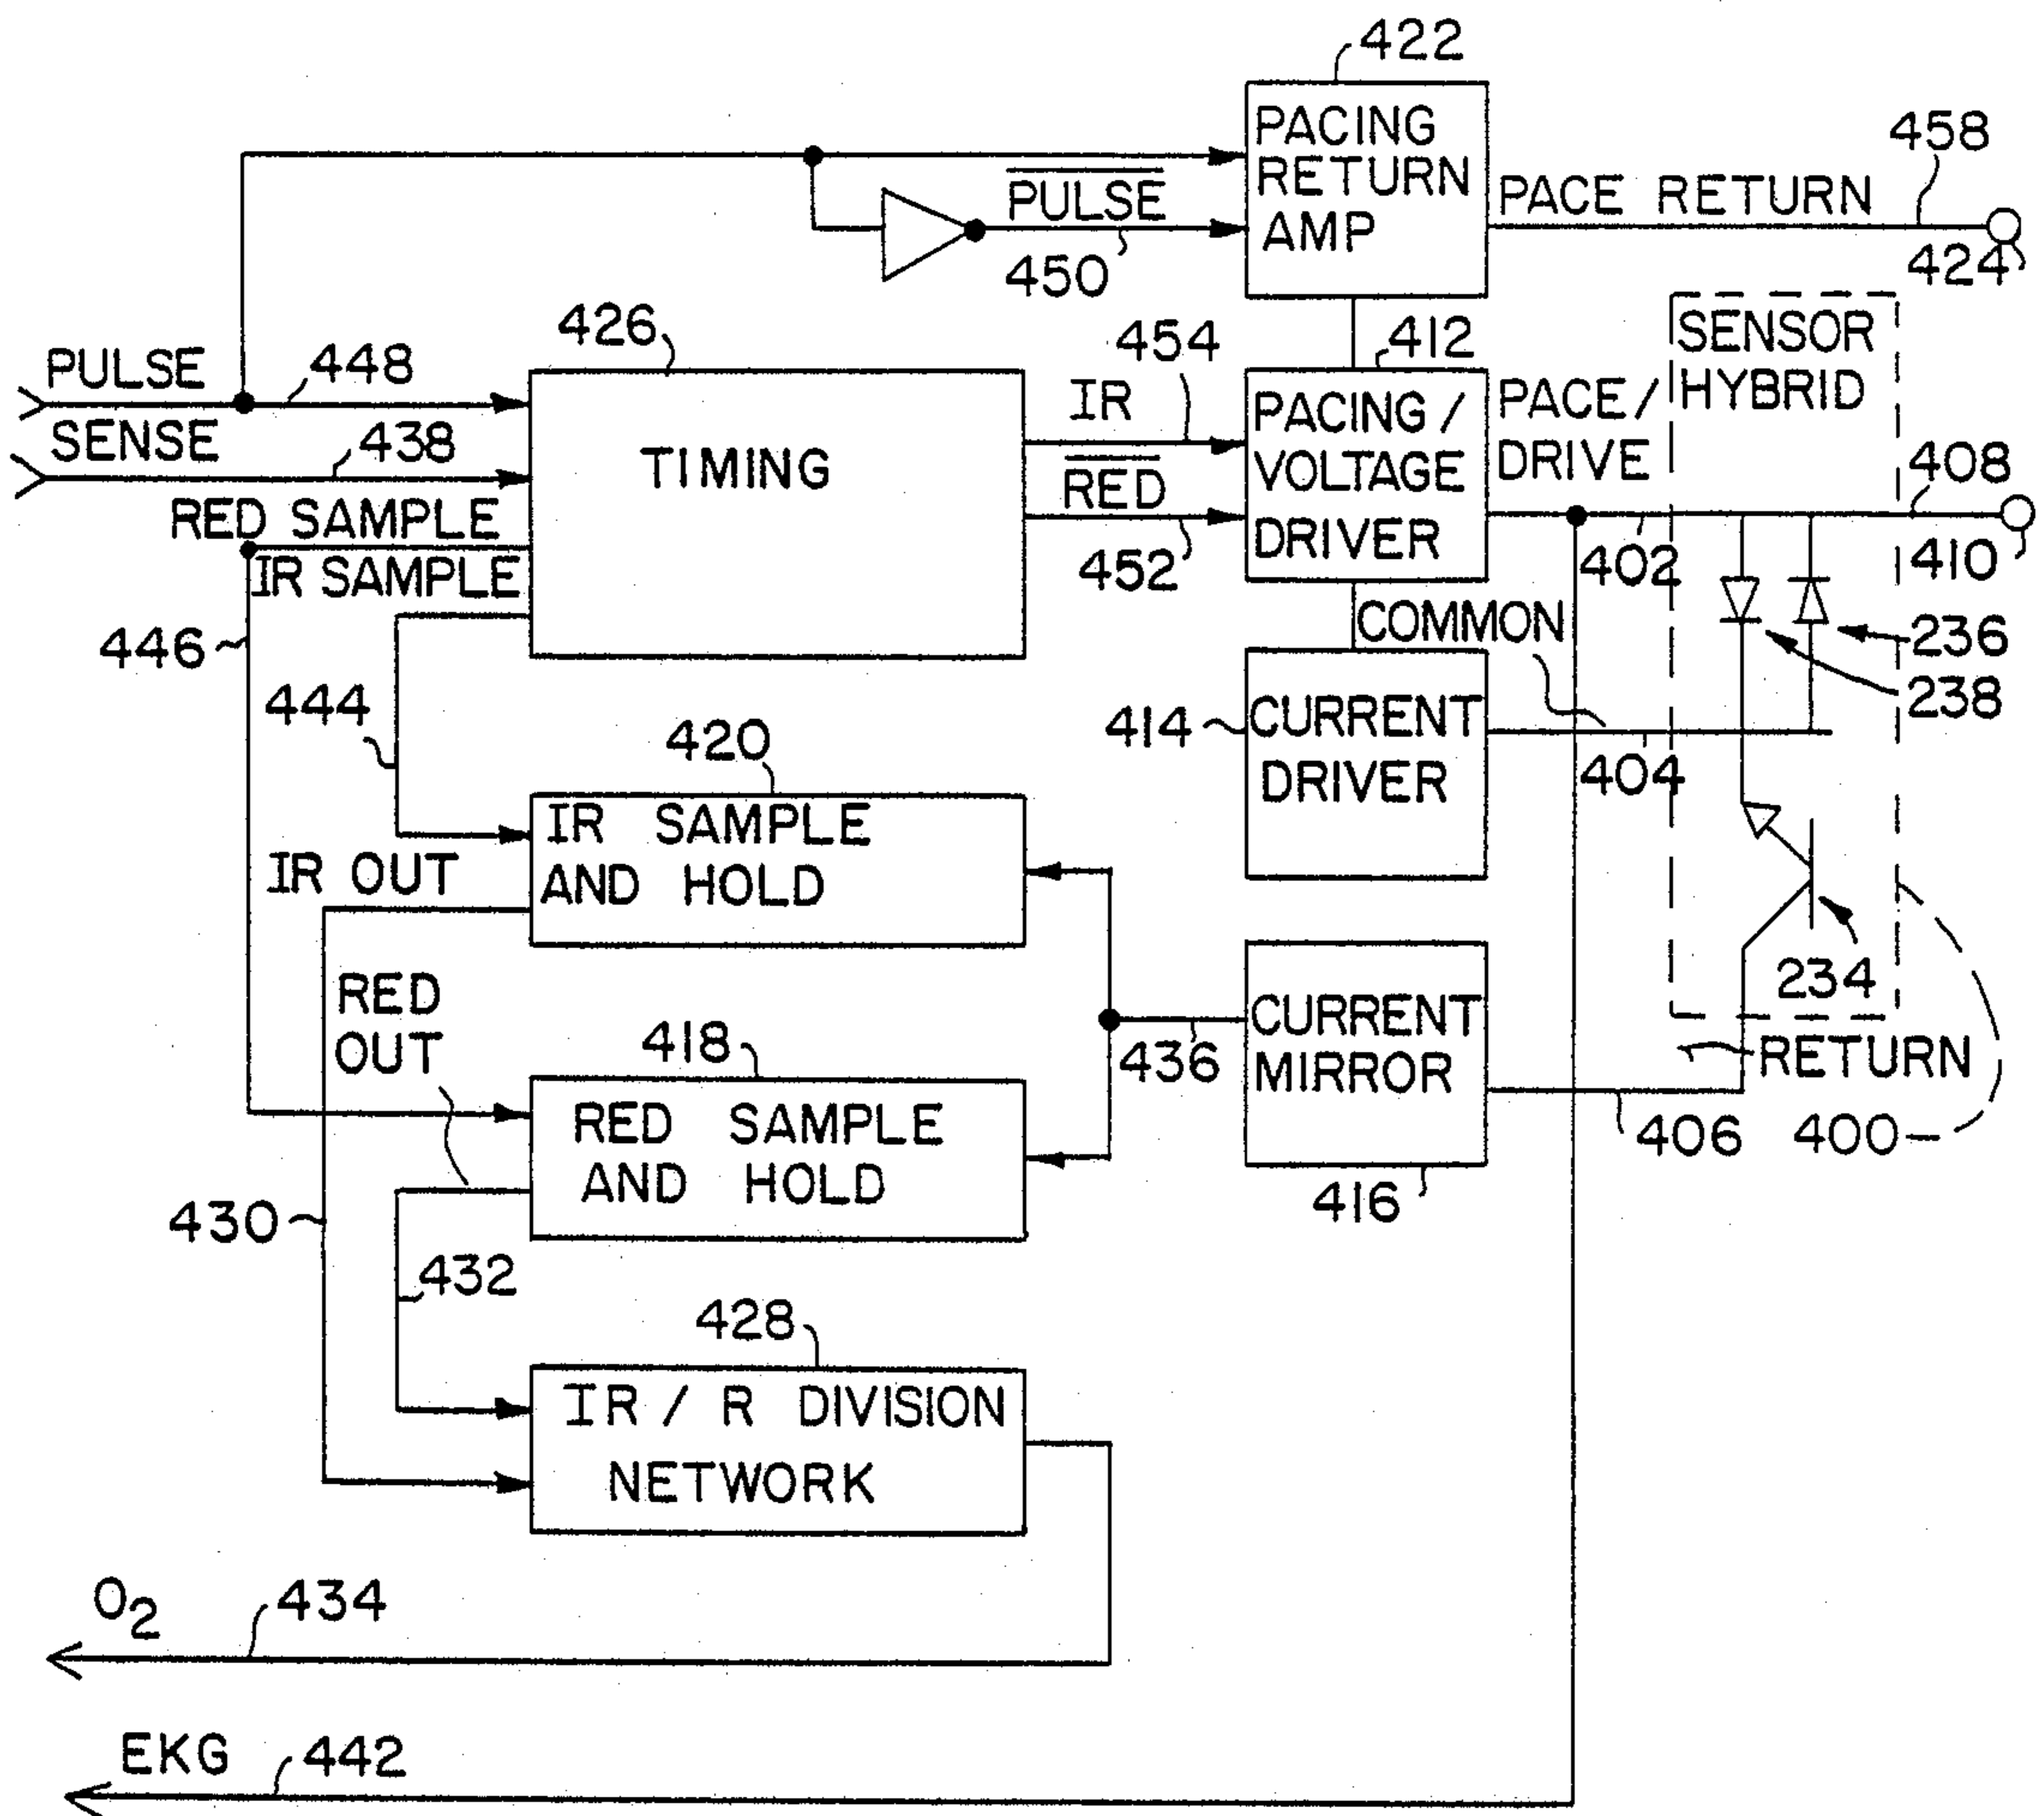 422
PACING
RETURN
AMP
458
PACE RETURN
424
P̅U̅L̅S̅E̅
450
426
454
412
SENSOR
HYBRID
PULSE
448
SENSE
438
RED SAMPLE
IR SAMPLE
TIMING
IR
R̅E̅D̅
452
PACING /
VOLTAGE
DRIVER
PACE /
DRIVE
408
402
410
COMMON
236
238
446
444
420
414
CURRENT
DRIVER
404
IR SAMPLE
AND HOLD
IR OUT
RED
OUT
234
418
436
CURRENT
MIRROR
RETURN
RED SAMPLE
AND HOLD
406
400
416
430
432
428
IR / R DIVISION
NETWORK
O₂
434
EKG
442